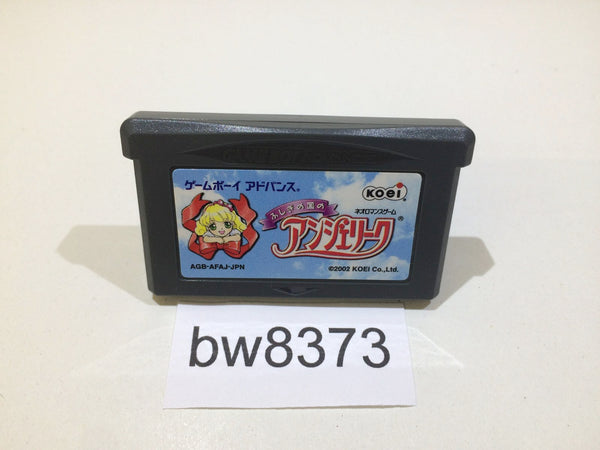 ゲームボーイ アドバンス®
KOEI
ふしぎの国の
ネオロマンスゲーム
アンジェリーク®
AGB-AFAJ-JPN
©2002 KOEI Co.,Ltd.
bw8373